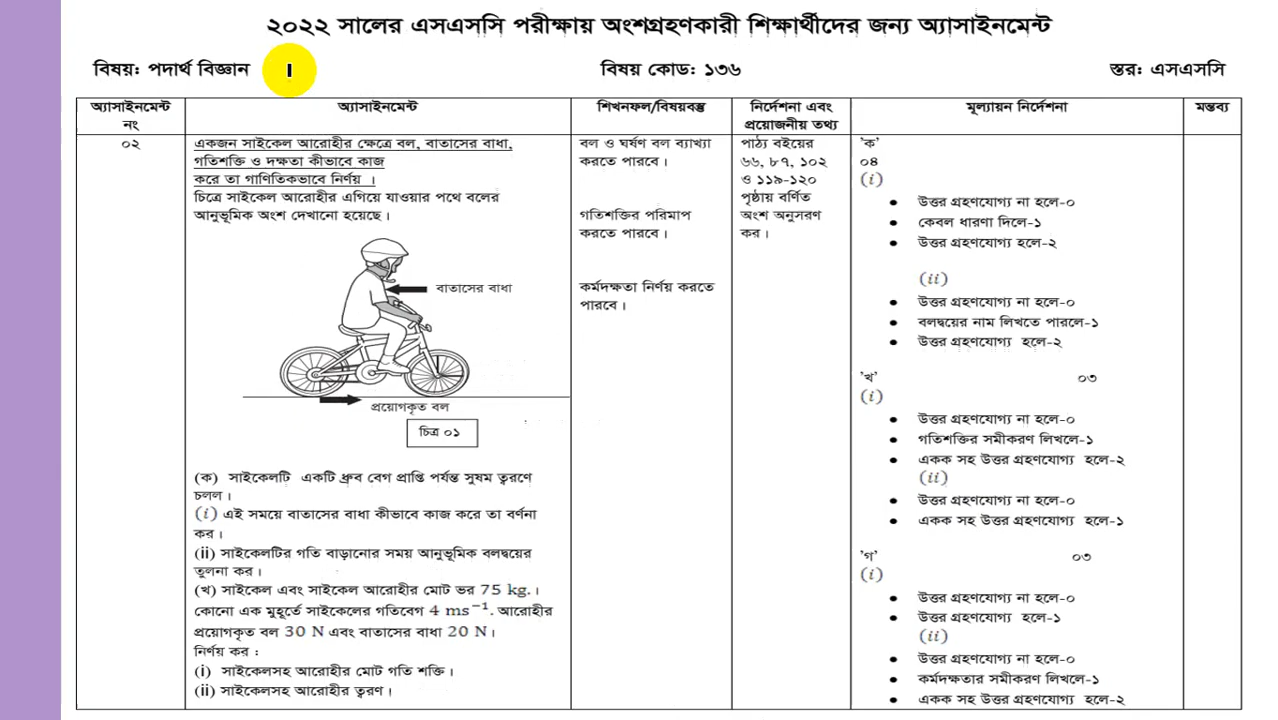 ২০২২ সালের এসএসসি পরীক্ষায় অংশগ্রহণকারী শিক্ষার্থীদের জন্য অ্যাসাইনমেন্ট
বিষয়: পদার্থ বিজ্ঞান
বিষয় কোড: ১৩৬
স্তর: এসএসসি
অ্যাসাইনমেন্ট
নং
অ্যাসাইনমেন্ট
শিখনফল/বিষয়বস্তু
নির্দেশনা এবং
প্রয়োজনীয় তথ্য
মূল্যায়ন নির্দেশনা
মন্তব্য
০২
একজন সাইকেল আরোহীর ক্ষেত্রে বল, বাতাসের বাধা,
গতিশক্তি ও দক্ষতা কীভাবে কাজ
করে তা গাণিতিকভাবে নির্ণয় ।
চিত্রে সাইকেল আরোহীর এগিয়ে যাওয়ার পথে বলের
আনুভূমিক অংশ দেখানো হয়েছে।
বাতাসের বাধা
প্রয়োগকৃত বল
চিত্র ০১
(ক) সাইকেলটি একটি ধ্রুব বেগ প্রাপ্তি পর্যন্ত সুষম ত্বরণে
চলল।
(i) এই সময়ে বাতাসের বাধা কীভাবে কাজ করে তা বর্ণনা
কর।
(ii) সাইকেলটির গতি বাড়ানোর সময় আনুভূমিক বলদ্বয়ের
তুলনা কর।
(খ) সাইকেল এবং সাইকেল আরোহীর মোট ভর 75 kg.।
কোনো এক মুহূর্তে সাইকেলের গতিবেগ 4 ms⁻¹. আরোহীর
প্রয়োগকৃত বল 30 N এবং বাতাসের বাধা 20 N।
নির্ণয় কর :
(i) সাইকেলসহ আরোহীর মোট গতি শক্তি।
(ii) সাইকেলসহ আরোহীর ত্বরণ।
বল ও ঘর্ষণ বল ব্যাখ্যা
করতে পারবে।
গতিশক্তির পরিমাপ
করতে পারবে।
কর্মদক্ষতা নির্ণয় করতে
পারবে।
পাঠ্য বইয়ের
৬৬, ৮৭, ১০২
ও ১১৯-১২০
পৃষ্ঠায় বর্ণিত
অংশ অনুসরণ
কর।
'ক'
০৪
(i)
● উত্তর গ্রহণযোগ্য না হলে-০
● কেবল ধারণা দিলে-১
● উত্তর গ্রহণযোগ্য হলে-২
(ii)
● উত্তর গ্রহণযোগ্য না হলে-০
● বলদ্বয়ের নাম লিখতে পারলে-১
● উত্তর গ্রহণযোগ্য হলে-২
'খ' ০৩
(i)
● উত্তর গ্রহণযোগ্য না হলে-০
● গতিশক্তির সমীকরণ লিখলে-১
● একক সহ উত্তর গ্রহণযোগ্য হলে-২
(ii)
● উত্তর গ্রহণযোগ্য না হলে-০
● একক সহ উত্তর গ্রহণযোগ্য হলে-১
'গ' ০৩
(i)
● উত্তর গ্রহণযোগ্য না হলে-০
● উত্তর গ্রহণযোগ্য হলে-১
(ii)
● উত্তর গ্রহণযোগ্য না হলে-০
● কর্মদক্ষতার সমীকরণ লিখলে-১
● একক সহ উত্তর গ্রহণযোগ্য হলে-২